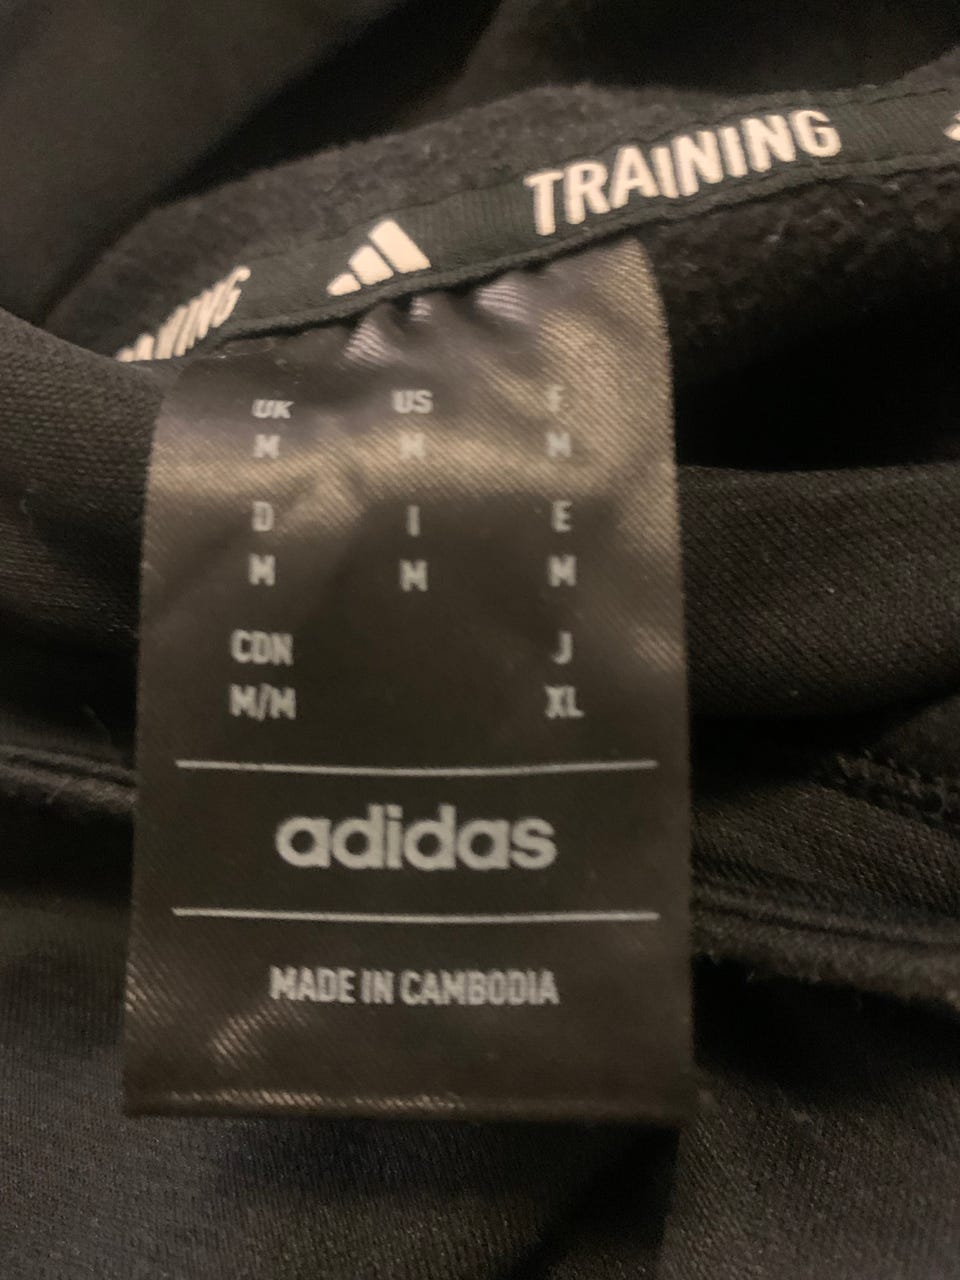 TRAINING
UK US F
M M M
D I E
M M M
CDN J
M/M XL
adidas
MADE IN CAMBODIA